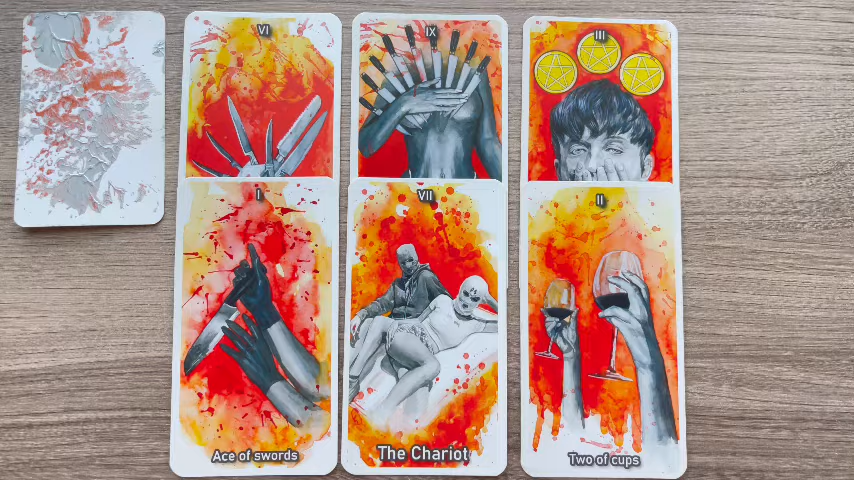 VI
IX
III
I
VII
II
Ace of swords
The Chariot
Two of cups